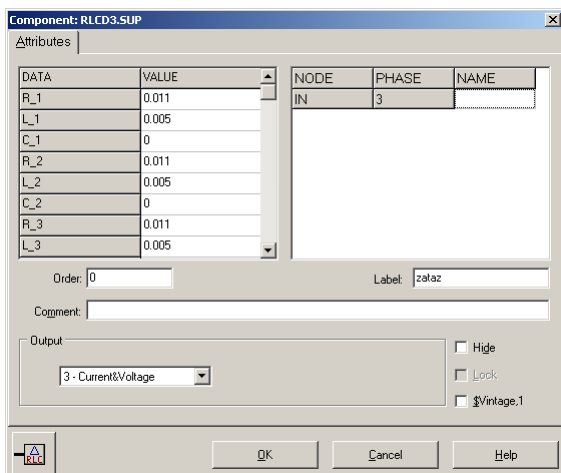 Component: RLCD3.SUP
Attributes
DATA VALUE
R_1 0.011
L_1 0.005
C_1 0
R_2 0.011
L_2 0.005
C_2 0
R_3 0.011
L_3 0.005
NODE PHASE NAME
IN 3
Order: 0
Label: zataz
Comment:
Output
3 - Current&Voltage
Hide
Lock
$Vintage,1
RLC
OK
Cancel
Help